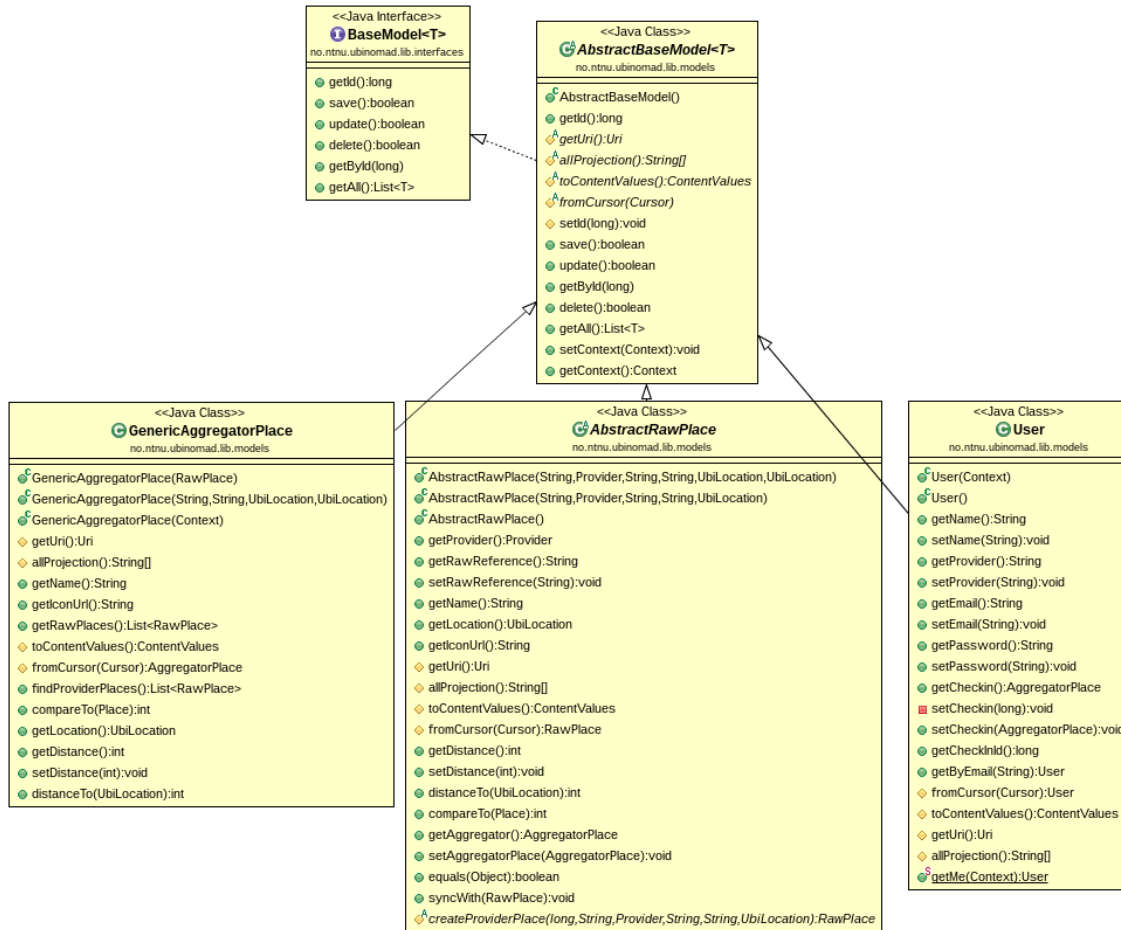 <<Java Interface>>
BaseModel<T>
no.ntnu.ubinomad.lib.interfaces
getId():long
save():boolean
update():boolean
delete():boolean
getById(long)
getAll():List<T>
<<Java Class>>
AbstractBaseModel<T>
no.ntnu.ubinomad.lib.models
AbstractBaseModel()
getId():long
getUri():Uri
allProjection():String[]
toContentValues():ContentValues
fromCursor(Cursor)
setId(long):void
save():boolean
update():boolean
getById(long)
delete():boolean
getAll():List<T>
setContext(Context):void
getContext():Context
<<Java Class>>
GenericAggregatorPlace
no.ntnu.ubinomad.lib.models
GenericAggregatorPlace(RawPlace)
GenericAggregatorPlace(String,String,UbiLocation,UbiLocation)
GenericAggregatorPlace(Context)
getUri():Uri
allProjection():String[]
getName():String
getIconUrl():String
getRawPlaces():List<RawPlace>
toContentValues():ContentValues
fromCursor(Cursor):AggregatorPlace
findProviderPlaces():List<RawPlace>
compareTo(Place):int
getLocation():UbiLocation
getDistance():int
setDistance(int):void
distanceTo(UbiLocation):int
<<Java Class>>
AbstractRawPlace
no.ntnu.ubinomad.lib.models
AbstractRawPlace(String,Provider,String,String,UbiLocation,UbiLocation)
AbstractRawPlace(String,Provider,String,String,UbiLocation)
AbstractRawPlace()
getProvider():Provider
getRawReference():String
setRawReference(String):void
getName():String
getLocation():UbiLocation
getIconUrl():String
getUri():Uri
allProjection():String[]
toContentValues():ContentValues
fromCursor(Cursor):RawPlace
getDistance():int
setDistance(int):void
distanceTo(UbiLocation):int
compareTo(Place):int
getAggregator():AggregatorPlace
setAggregatorPlace(AggregatorPlace):void
equals(Object):boolean
syncWith(RawPlace):void
createProviderPlace(long,String,Provider,String,String,UbiLocation):RawPlace
<<Java Class>>
User
no.ntnu.ubinomad.lib.models
User(Context)
User()
getName():String
setName(String):void
getProvider():String
setProvider(String):void
getEmail():String
setEmail(String):void
getPassword():String
setPassword(String):void
getCheckin():AggregatorPlace
setCheckin(long):void
setCheckin(AggregatorPlace):void
getCheckInId():long
getByEmail(String):User
fromCursor(Cursor):User
toContentValues():ContentValues
getUri():Uri
allProjection():String[]
getMe(Context):User